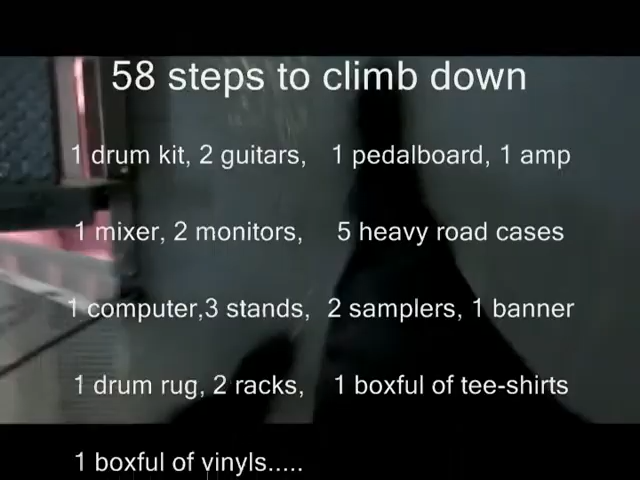 58 steps to climb down
1 drum kit, 2 guitars, 1 pedalboard, 1 amp
1 mixer, 2 monitors, 5 heavy road cases
1 computer,3 stands, 2 samplers, 1 banner
1 drum rug, 2 racks, 1 boxful of tee-shirts
1 boxful of vinyls.....